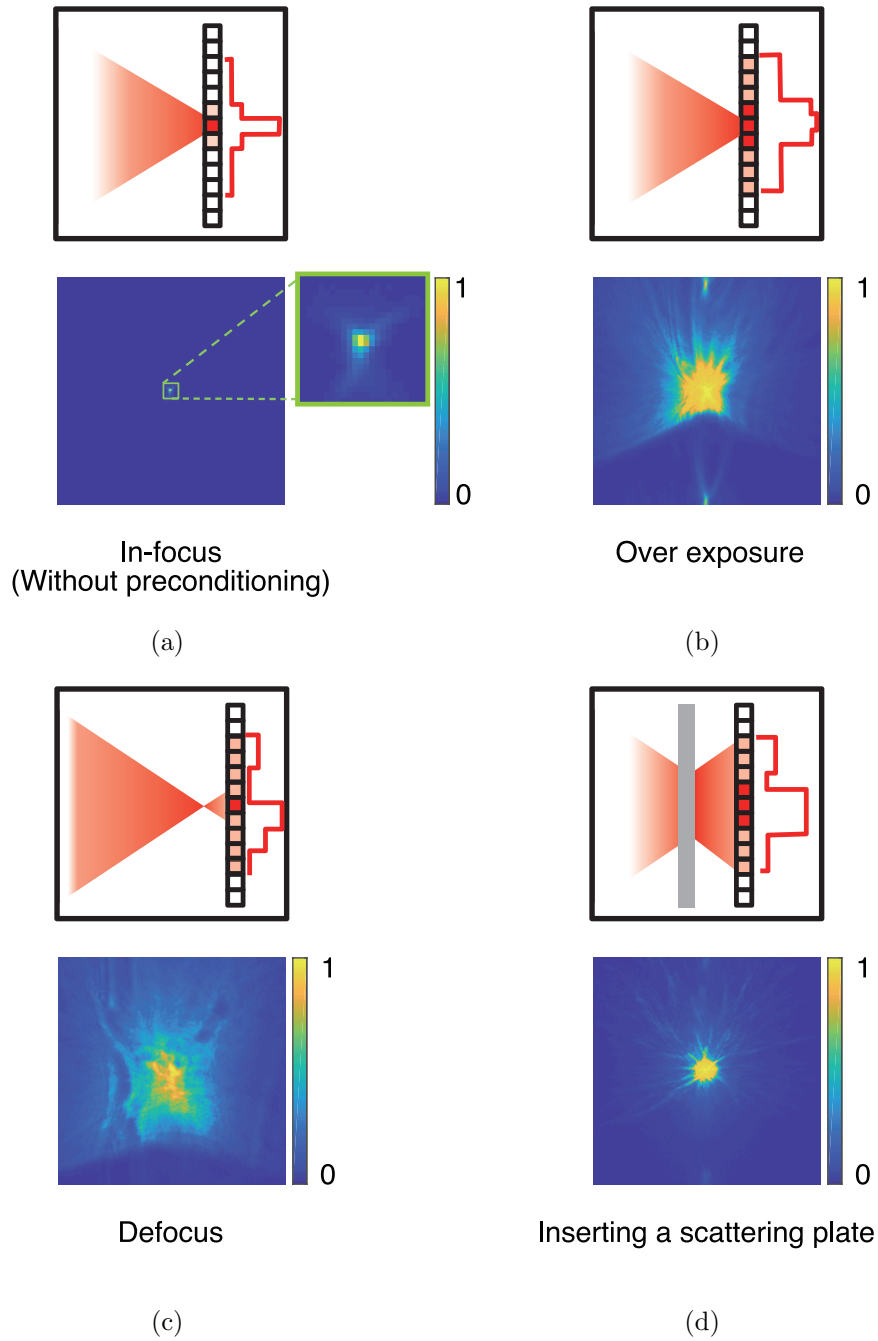 1
0
In-focus
(Without preconditioning)
(a)
1
0
Over exposure
(b)
1
0
Defocus
(c)
1
0
Inserting a scattering plate
(d)